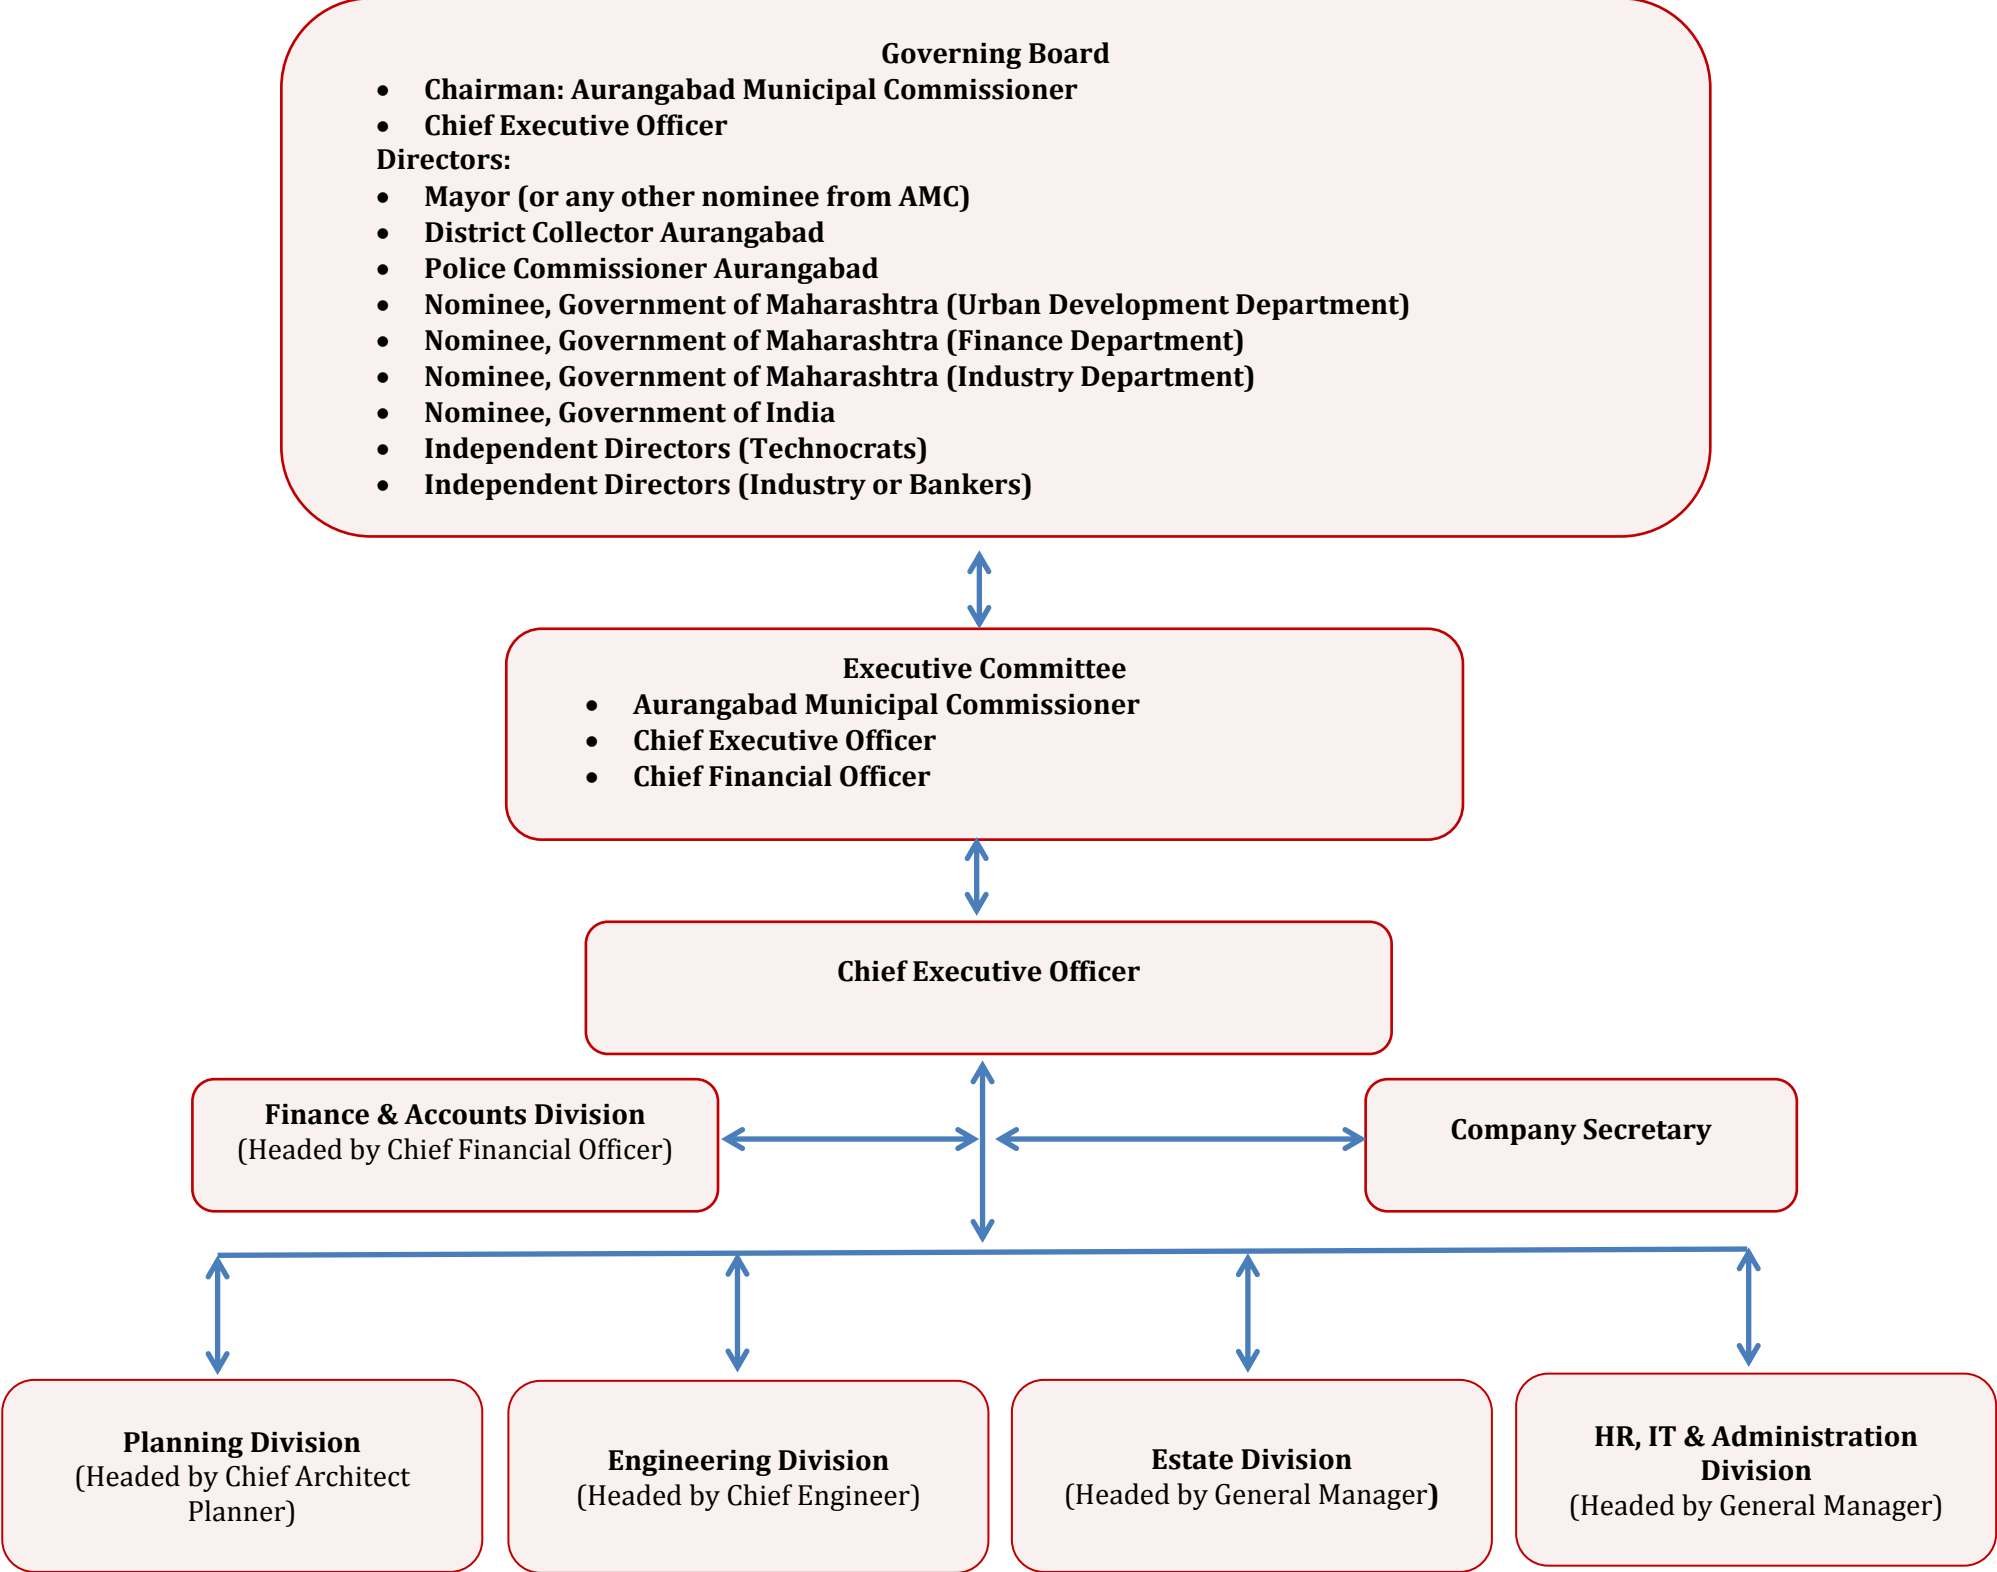 Governing Board
• Chairman: Aurangabad Municipal Commissioner
• Chief Executive Officer
Directors:
• Mayor (or any other nominee from AMC)
• District Collector Aurangabad
• Police Commissioner Aurangabad
• Nominee, Government of Maharashtra (Urban Development Department)
• Nominee, Government of Maharashtra (Finance Department)
• Nominee, Government of Maharashtra (Industry Department)
• Nominee, Government of India
• Independent Directors (Technocrats)
• Independent Directors (Industry or Bankers)
Executive Committee
• Aurangabad Municipal Commissioner
• Chief Executive Officer
• Chief Financial Officer
Chief Executive Officer
Finance & Accounts Division
(Headed by Chief Financial Officer)
Company Secretary
Planning Division
(Headed by Chief Architect
Planner)
Engineering Division
(Headed by Chief Engineer)
Estate Division
(Headed by General Manager)
HR, IT & Administration
Division
(Headed by General Manager)